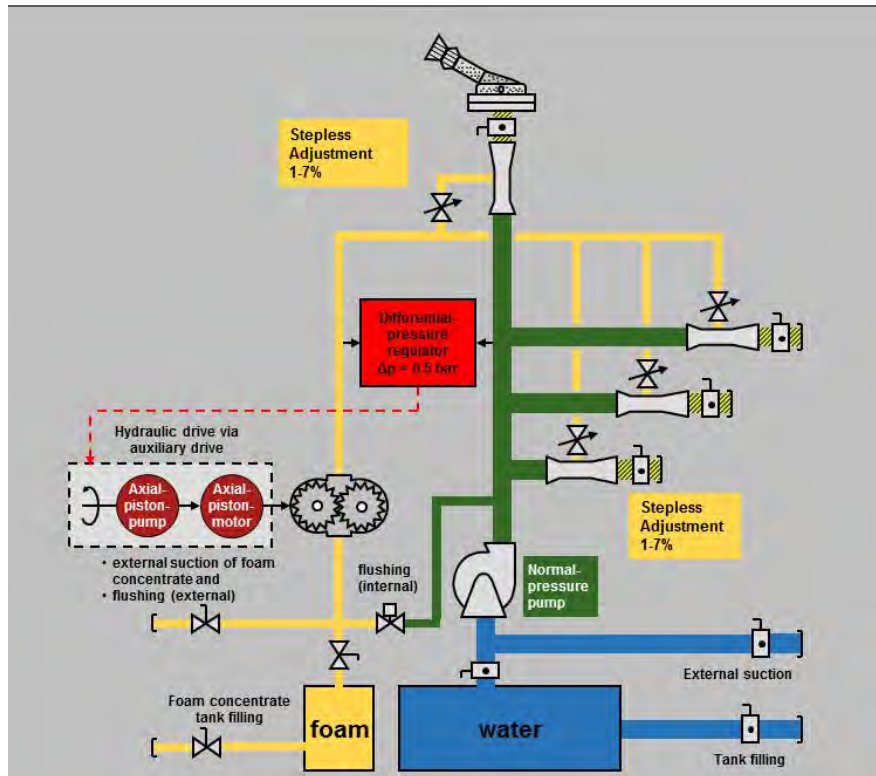 Stepless
Adjustment
1-7%
Differential-
pressure
regulator
Δp = 0.5 bar
Hydraulic drive via
auxiliary drive
Axial-
piston-
pump
Axial-
piston-
motor
• external suction of foam
concentrate and
• flushing (external)
flushing
(internal)
Normal-
pressure
pump
Stepless
Adjustment
1-7%
External suction
Foam concentrate
tank filling
foam
water
Tank filling